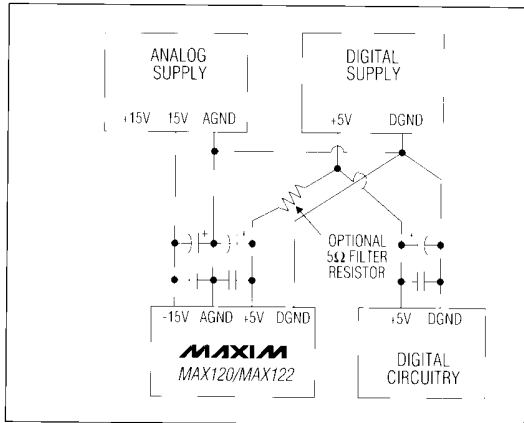 ANALOG
SUPPLY
+15V 15V AGND
DIGITAL
SUPPLY
+5V DGND
OPTIONAL
5Ω FILTER
RESISTOR
-15V AGND +5V DGND
MAXIM
MAX120/MAX122
+5V DGND
DIGITAL
CIRCUITRY